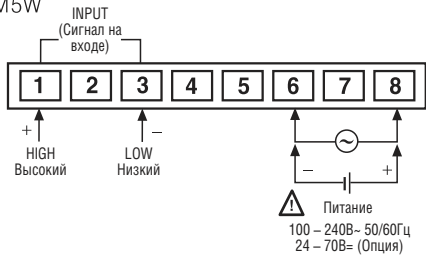 M5W
INPUT
(Сигнал на
входе)
1 2 3 4 5 6 7 8
+ –
HIGH LOW
Высокий Низкий
– +
Питание
100 – 240В~ 50/60Гц
24 – 70В= (Опция)